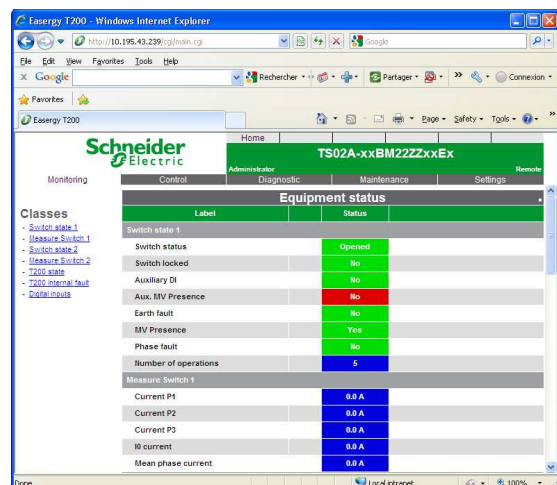 Easergy T200 - Windows Internet Explorer
http://10.195.43.239/cgi/main.cgi
Google
File Edit View Favorites Tools Help
x Google Rechercher Partager » Connexion
Favorites
Easergy T200 Page Safety Tools »
Schneider Electric
Home
TS02A-xxBM22ZZxxEx
Administrator Remote
Monitoring Control Diagnostic Maintenance Settings
Equipment status
Classes
- Switch state 1
- Measure Switch 1
- Switch state 2
- Measure Switch 2
- T200 state
- T200 internal fault
- Digital inputs
Label Status
Switch state 1
Switch status Opened
Switch locked No
Auxiliary DI No
Aux. MV Presence No
Earth fault No
MV Presence Yes
Phase fault No
Number of operations 5
Measure Switch 1
Current P1 0.0 A
Current P2 0.0 A
Current P3 0.0 A
I0 current 0.0 A
Mean phase current 0.0 A
Done Local intranet 100%